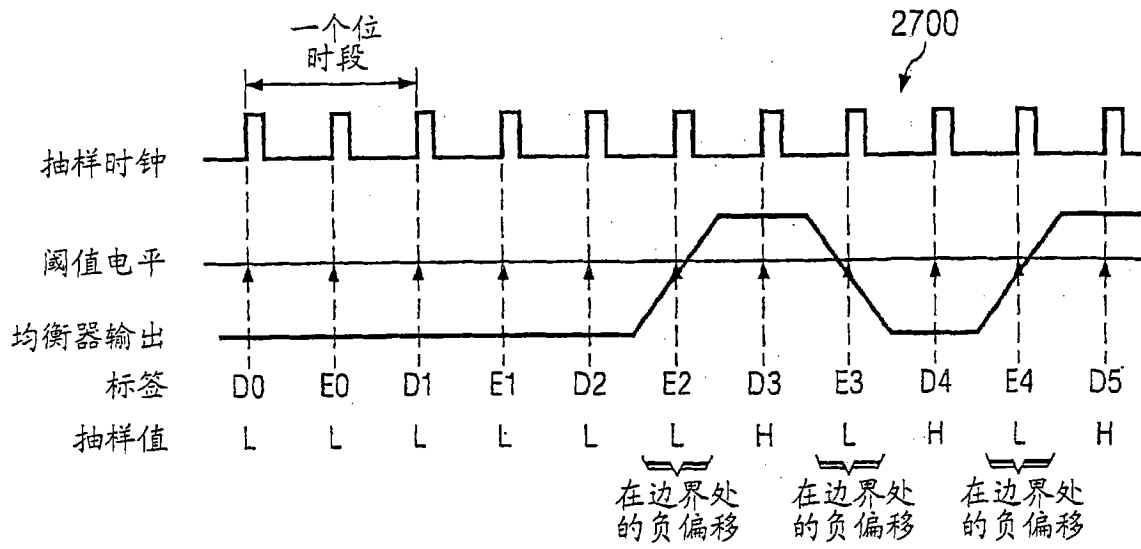 一个位
时段
2700
抽样时钟
阈值电平
均衡器输出
标签 D0 E0 D1 E1 D2 E2 D3 E3 D4 E4 D5
抽样值 L L L L L L H L H L H
在边界处 在边界处 在边界处
的负偏移 的负偏移 的负偏移